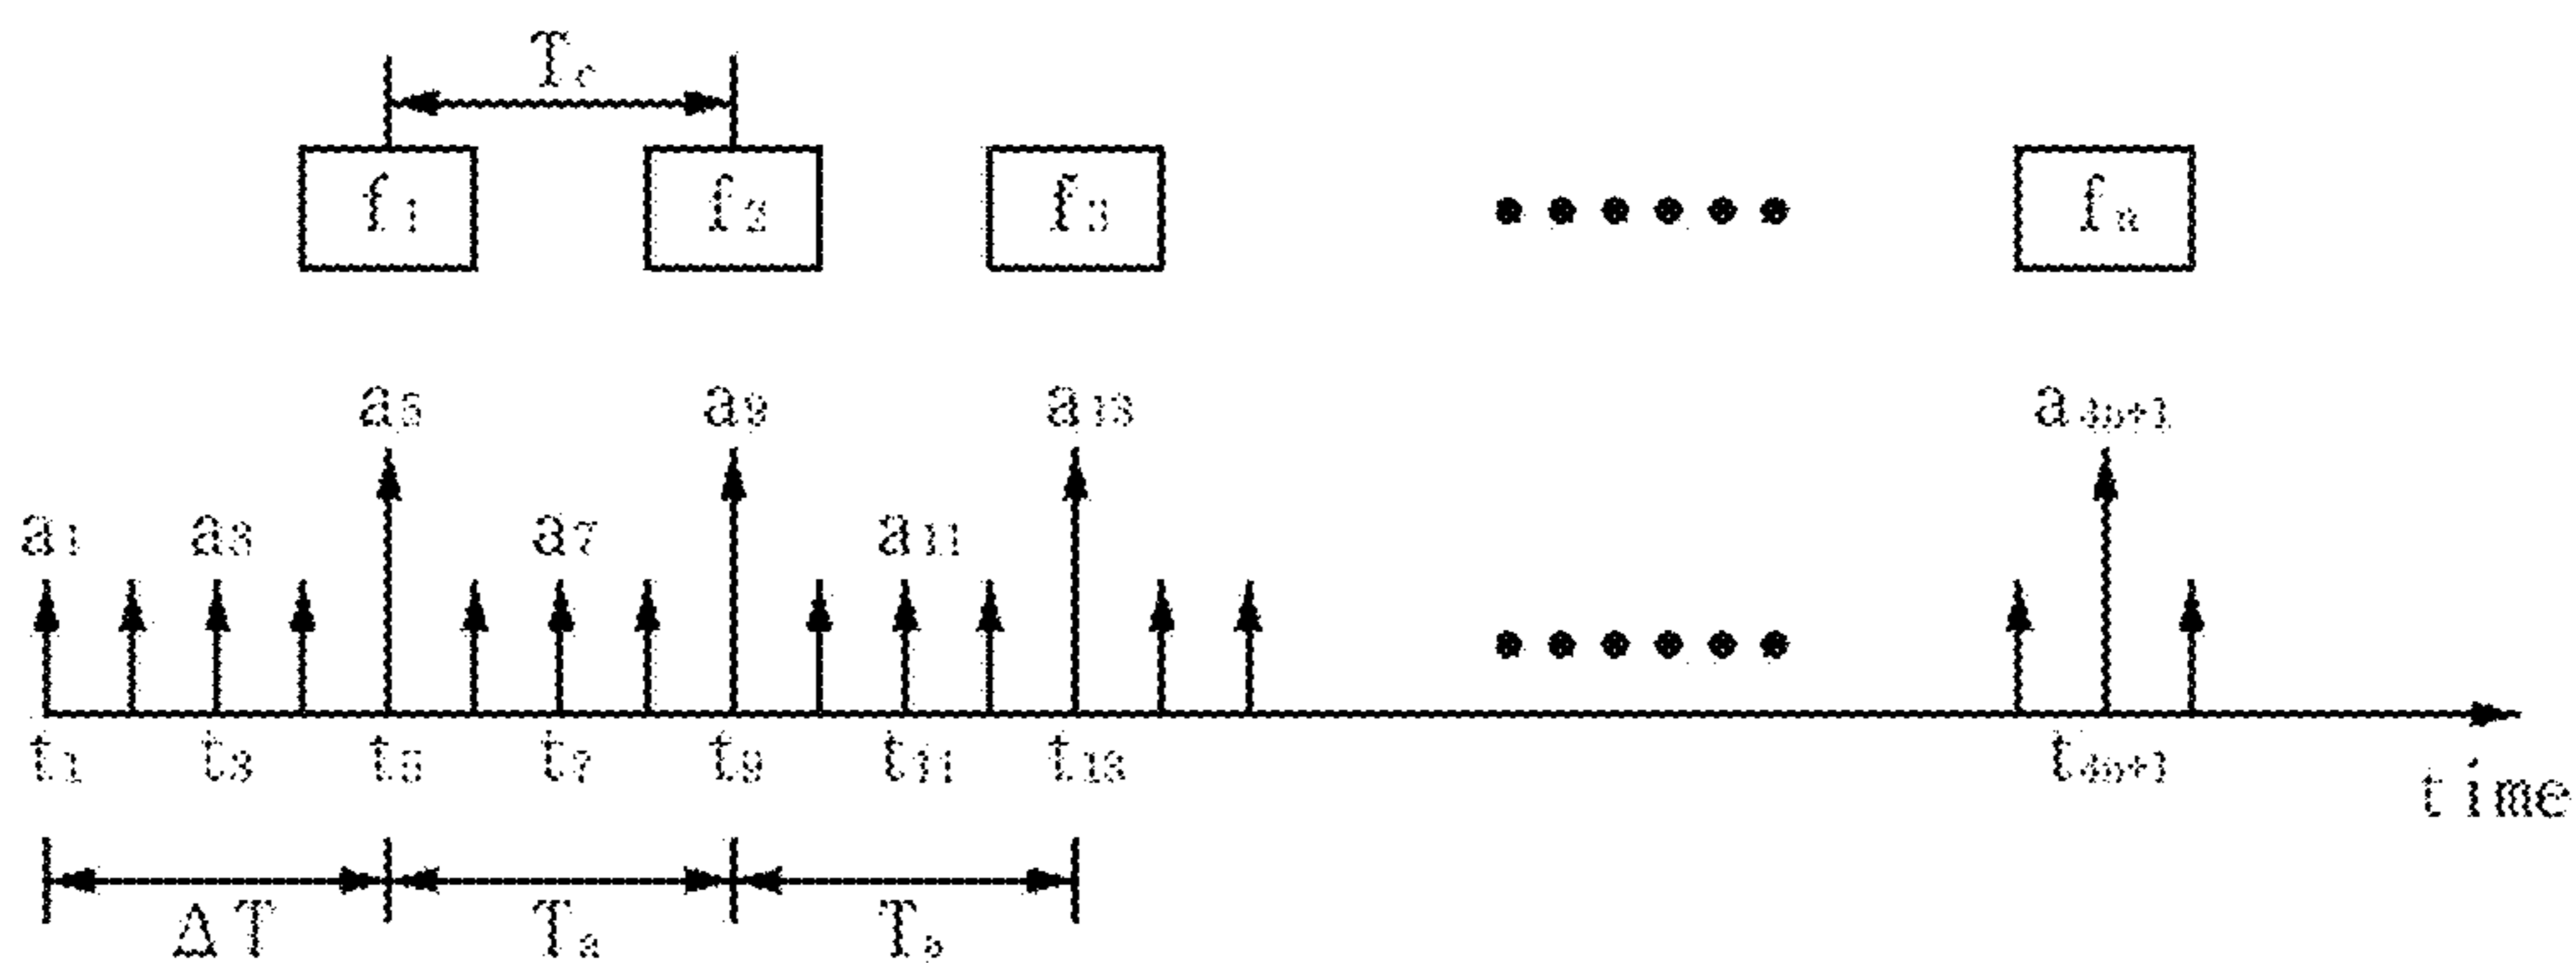 Tc
f1 f2 f3 fn
a5 a9 a13 a4n+1
a1 a3 a7 a11
t1 t3 t5 t7 t9 t11 t13 t4n+1
time
ΔT Ta Tb